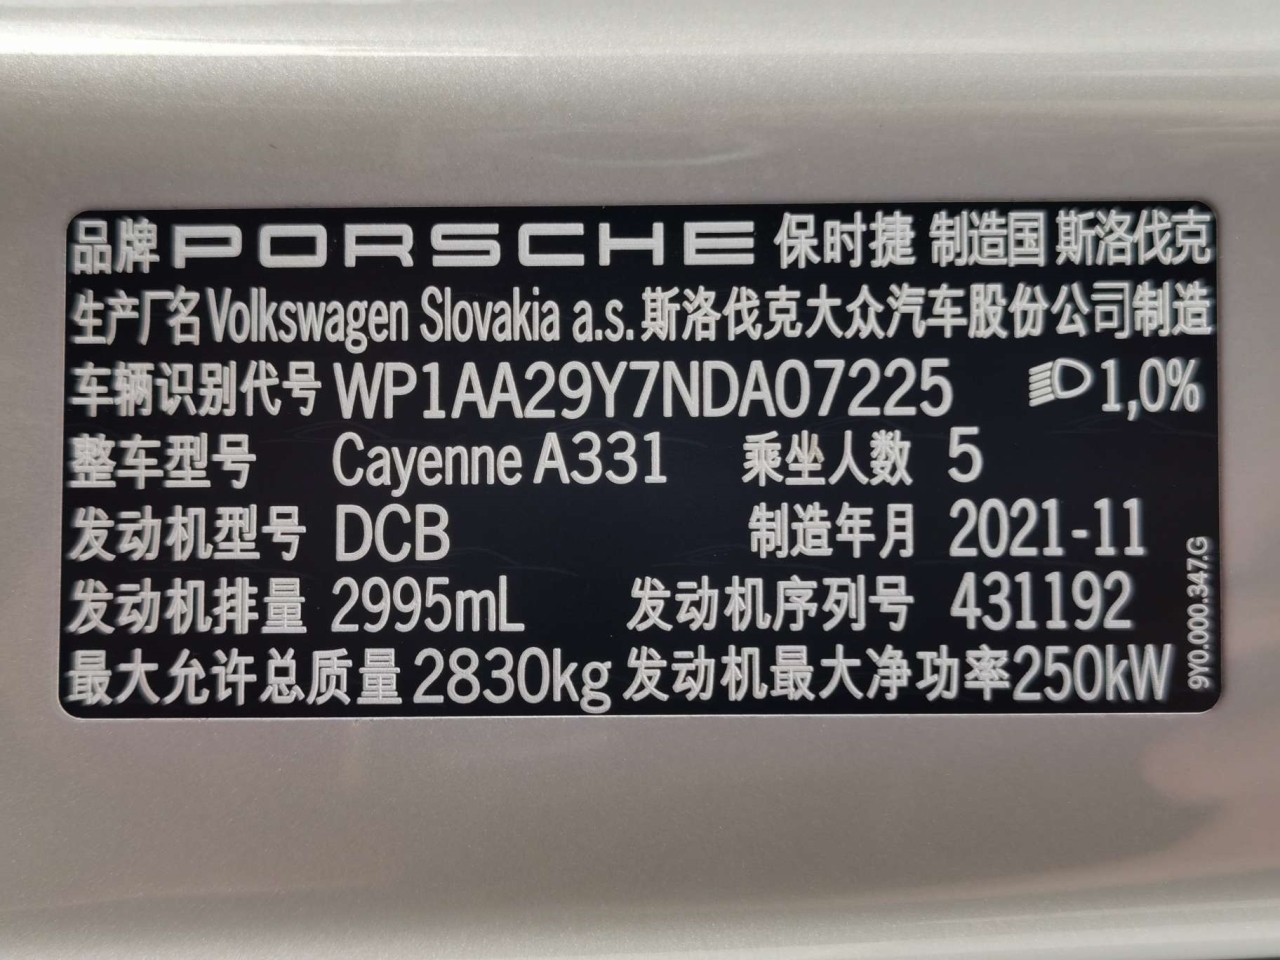 品牌 PORSCHE 保时捷 制造国 斯洛伐克
生产厂名 Volkswagen Slovakia a.s. 斯洛伐克大众汽车股份公司制造
车辆识别代号 WP1AA29Y7NDA07225 1,0%
整车型号 Cayenne A331 乘坐人数 5
发动机型号 DCB 制造年月 2021-11
发动机排量 2995mL 发动机序列号 431192
最大允许总质量 2830kg 发动机最大净功率 250kW
9Y0.000.347.G